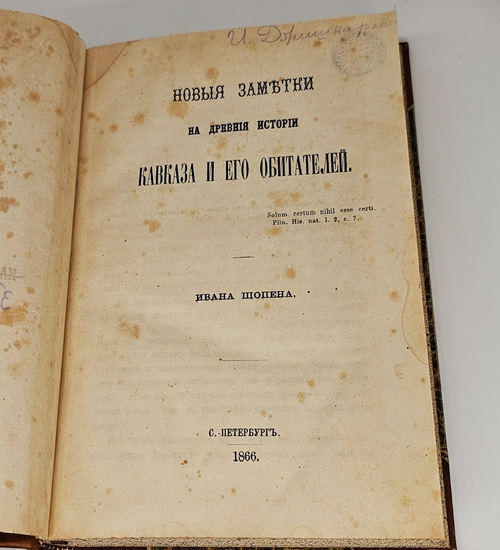 НОВЫЯ ЗАМѢТКИ
НА ДРЕВНІЯ ИСТОРІИ
КАВКАЗА И ЕГО ОБИТАТЕЛЕЙ.
Solum certum nihil esse certi.
Plin. His. nat. l. 2, c. 7.
ИВАНА ШОПЕНА.
С.-ПЕТЕРБУРГЪ.
1866.